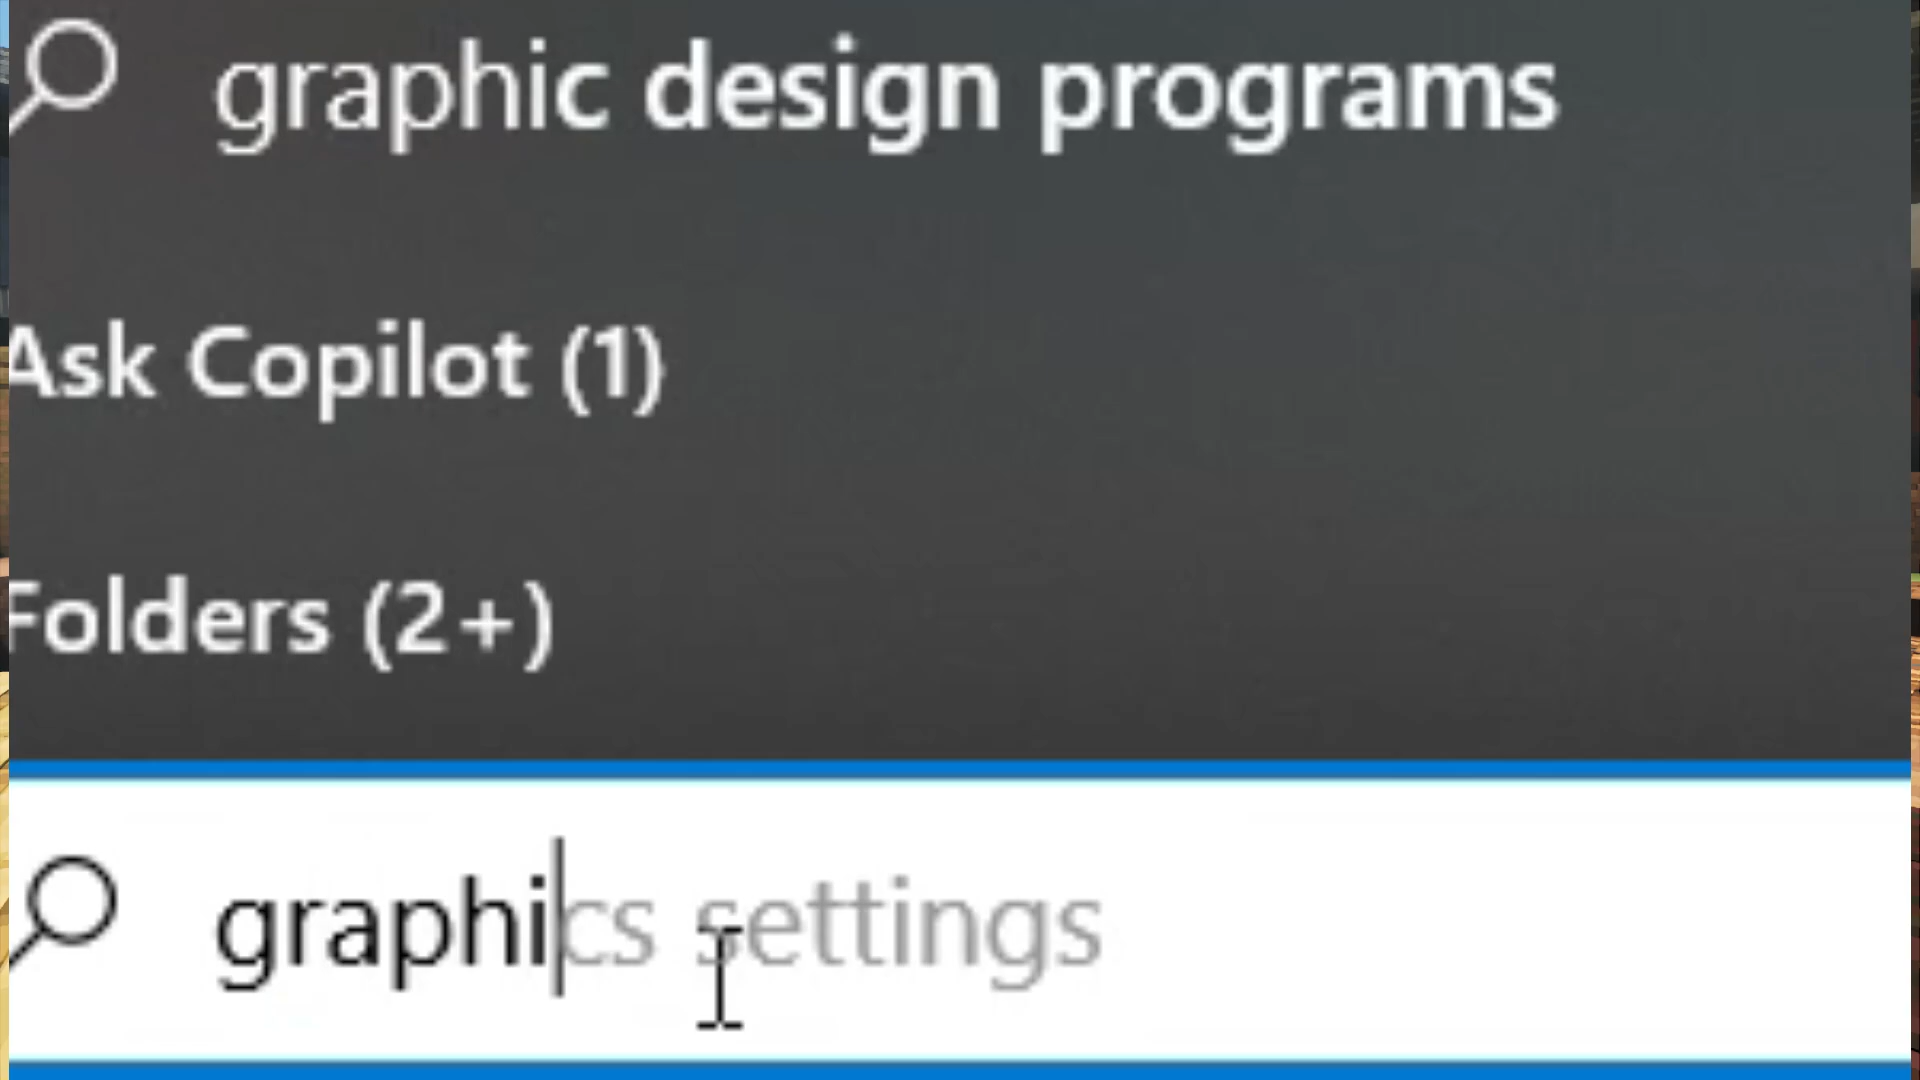 graphic design programs
Ask Copilot (1)
Folders (2+)
graphics settings